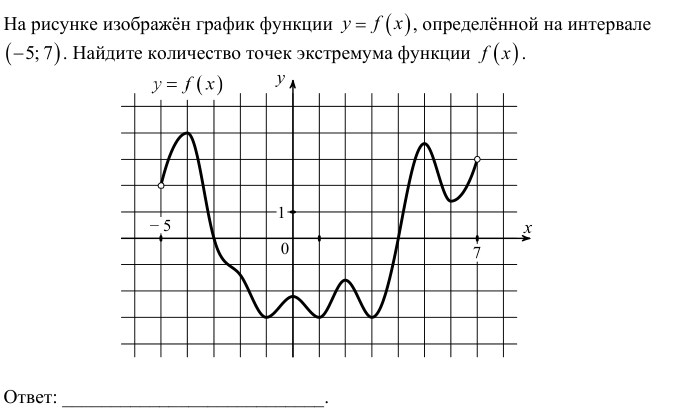 На рисунке изображён график функции y = f(x), определённой на интервале
(−5; 7). Найдите количество точек экстремума функции f(x).
y = f(x)
y
1
−5
x
0
7
Ответ: ___________________________.